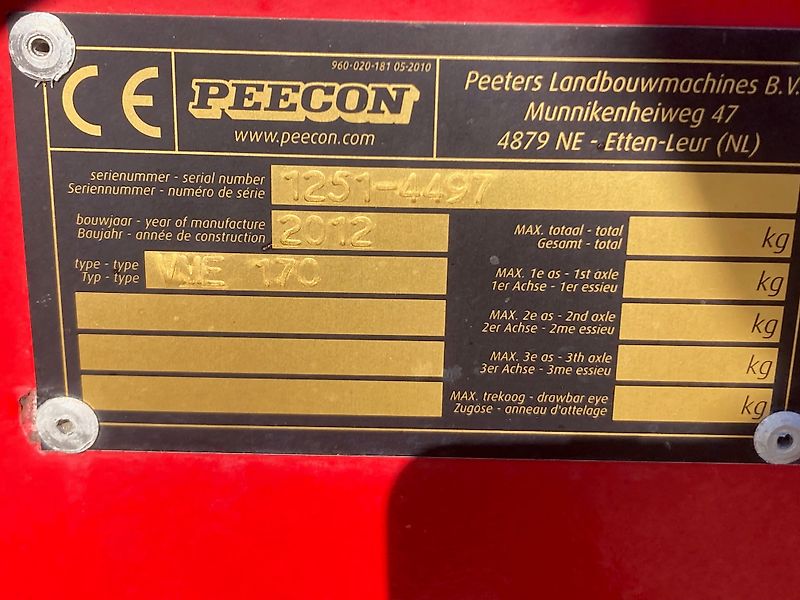 CE
PEECON
www.peecon.com
960-020-181 05-2010
Peeters Landbouwmachines B.V.
Munnikenheiweg 47
4879 NE - Etten-Leur (NL)
serienummer - serial number
Seriennummer - numéro de série
1251-4497
bouwjaar - year of manufacture
Baujahr - année de construction
2012
type - type
Typ - type
170
MAX. totaal - total
Gesamt - total
kg
MAX. 1e as - 1st axle
1er Achse - 1er essieu
kg
MAX. 2e as - 2nd axle
2er Achse - 2me essieu
kg
MAX. 3e as - 3th axle
3er Achse - 3me essieu
kg
MAX. trekoog - drawbar eye
Zugöse - anneau d'attelage
kg